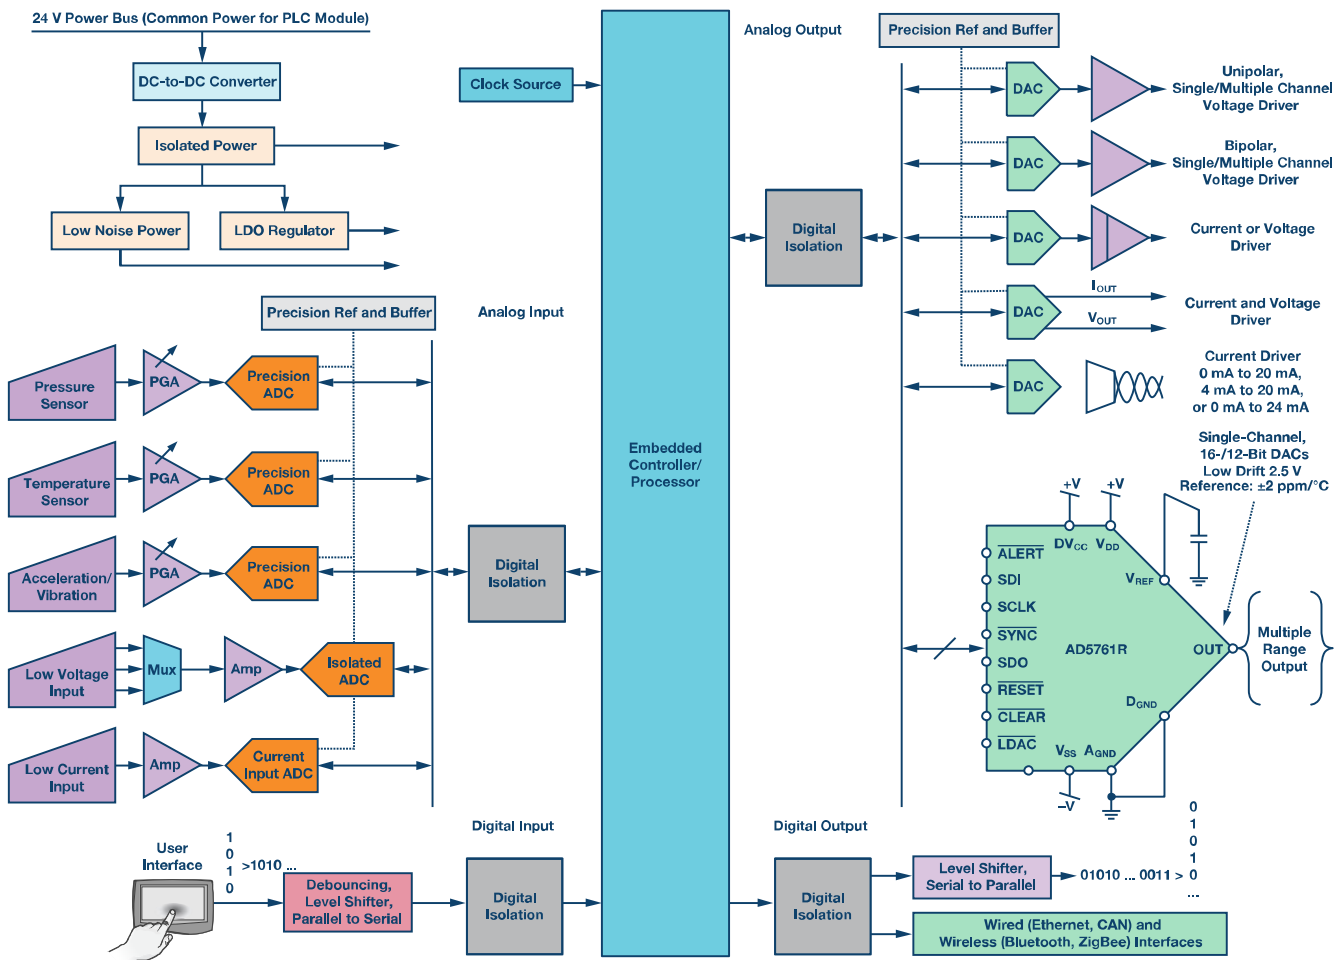 24 V Power Bus (Common Power for PLC Module)
DC-to-DC Converter
Isolated Power
Low Noise Power
LDO Regulator
Clock Source
Precision Ref and Buffer
Analog Input
Pressure
Sensor
PGA
Precision
ADC
Temperature
Sensor
PGA
Precision
ADC
Acceleration/
Vibration
PGA
Precision
ADC
Low Voltage
Input
Mux
Amp
Isolated
ADC
Low Current
Input
Amp
Current
Input ADC
Digital
Isolation
Digital Input
User
Interface
1
0
1
0
>1010 ...
Debouncing,
Level Shifter,
Parallel to Serial
Digital
Isolation
Embedded
Controller/
Processor
Analog Output
Digital
Isolation
Precision Ref and Buffer
DAC
Unipolar,
Single/Multiple Channel
Voltage Driver
DAC
Bipolar,
Single/Multiple Channel
Voltage Driver
DAC
Current or Voltage
Driver
DAC
IOUT
VOUT
Current and Voltage
Driver
DAC
Current Driver
0 mA to 20 mA,
4 mA to 20 mA,
or 0 mA to 24 mA
Single-Channel,
16-/12-Bit DACs
Low Drift 2.5 V
Reference: ±2 ppm/°C
+V
+V
DVCC
VDD
ALERT
SDI
SCLK
SYNC
SDO
RESET
CLEAR
LDAC
VREF
AD5761R
OUT
Multiple
Range
Output
DGND
VSS
AGND
–V
Digital Output
Digital
Isolation
Level Shifter,
Serial to Parallel
01010 ... 0011 >
0
1
0
1
0
...
Wired (Ethernet, CAN) and
Wireless (Bluetooth, ZigBee) Interfaces